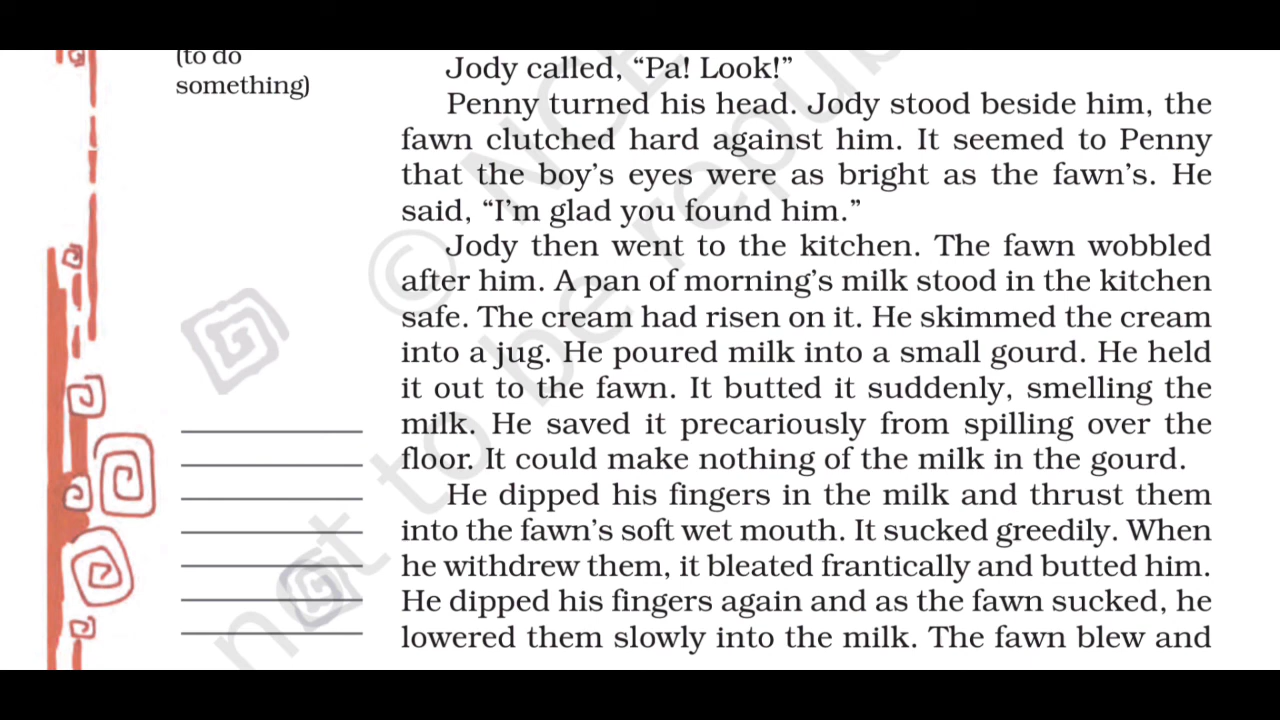 (to do
something)
Jody called, “Pa! Look!”
Penny turned his head. Jody stood beside him, the
fawn clutched hard against him. It seemed to Penny
that the boy’s eyes were as bright as the fawn’s. He
said, “I’m glad you found him.”
Jody then went to the kitchen. The fawn wobbled
after him. A pan of morning’s milk stood in the kitchen
safe. The cream had risen on it. He skimmed the cream
into a jug. He poured milk into a small gourd. He held
it out to the fawn. It butted it suddenly, smelling the
milk. He saved it precariously from spilling over the
floor. It could make nothing of the milk in the gourd.
He dipped his fingers in the milk and thrust them
into the fawn’s soft wet mouth. It sucked greedily. When
he withdrew them, it bleated frantically and butted him.
He dipped his fingers again and as the fawn sucked, he
lowered them slowly into the milk. The fawn blew and
© NCE
not to be repub